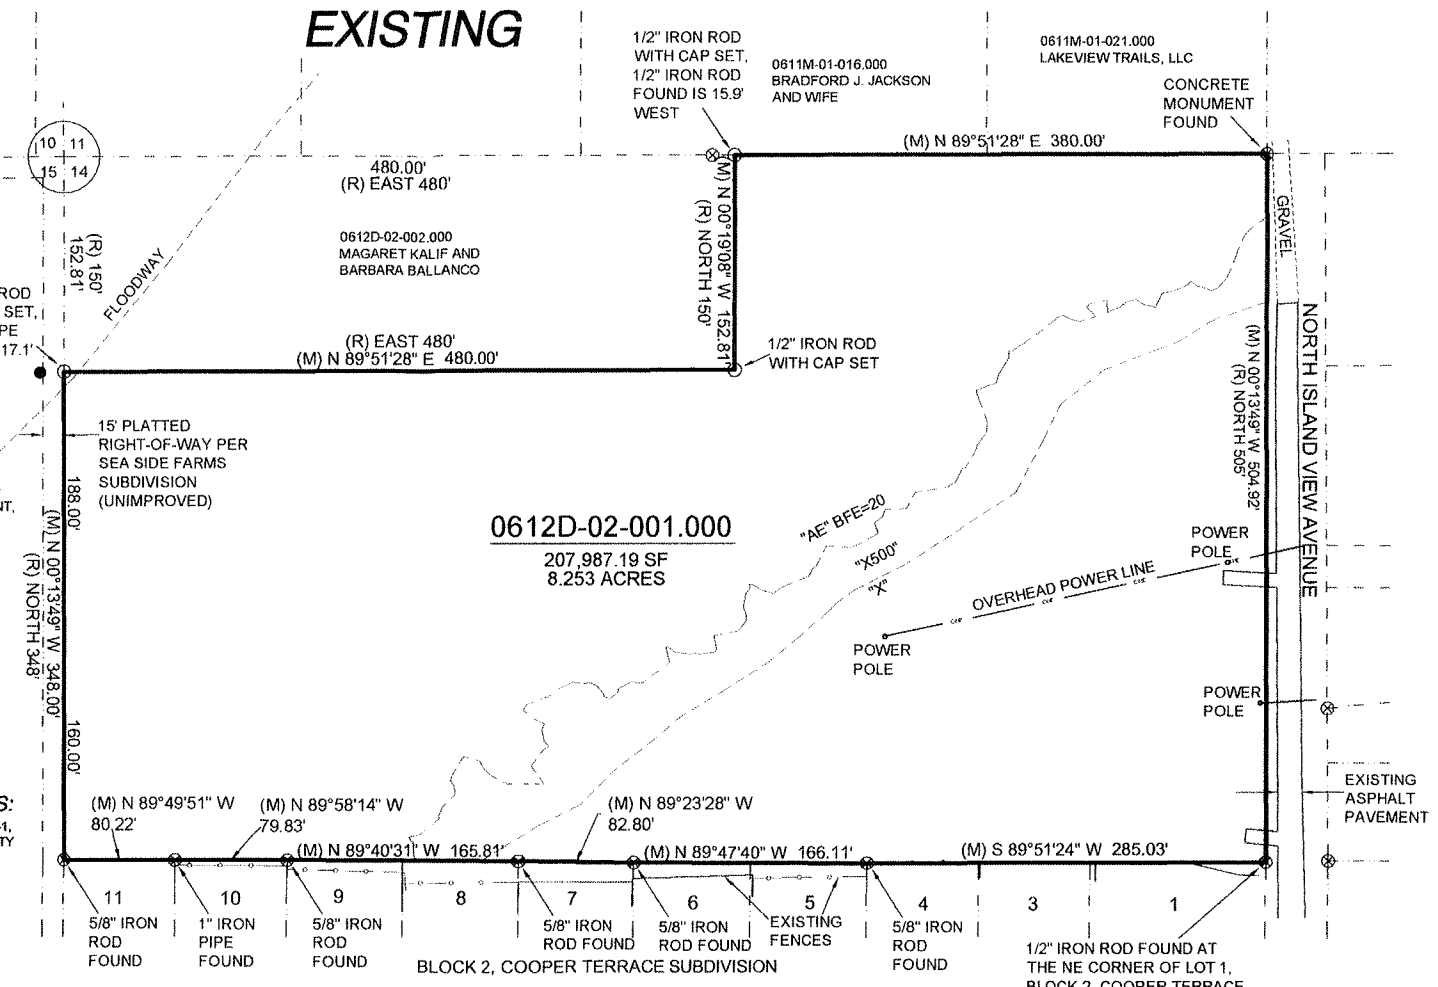 EXISTING
1/2" IRON ROD
WITH CAP SET,
1/2" IRON ROD
FOUND IS 15.9'
WEST
0611M-01-016.000
BRADFORD J. JACKSON
AND WIFE
0611M-01-021.000
LAKEVIEW TRAILS, LLC
CONCRETE
MONUMENT
FOUND
10 11
15 14
480.00'
(R) EAST 480'
(M) N 89°51'28" E 380.00'
(R) 150'
152.81'
FLOODWAY
0612D-02-002.000
MAGARET KALIF AND
BARBARA BALLANCO
(M) N 00°19'08" W 152.81'
(R) NORTH 150'
GRAVEL
ROD
SET,
PE
17.1'
(R) EAST 480'
(M) N 89°51'28" E 480.00'
1/2" IRON ROD
WITH CAP SET
(M) N 00°13'49" W 504.92'
(R) NORTH 505'
NORTH ISLAND VIEW AVENUE
15' PLATTED
RIGHT-OF-WAY PER
SEA SIDE FARMS
SUBDIVISION
(UNIMPROVED)
188.00'
(M) N 00°13'49" W 348.00'
(R) NORTH 348'
160.00'
NT,
0612D-02-001.000
207,987.19 SF
8.253 ACRES
"AE" BFE=20
"X500"
"X"
POWER
POLE
OVERHEAD POWER LINE
POWER
POLE
POWER
POLE
EXISTING
ASPHALT
PAVEMENT
S:
-1,
TY
(M) N 89°49'51" W
80.22'
(M) N 89°58'14" W
79.83'
(M) N 89°40'31" W 165.81'
(M) N 89°23'28" W
82.80'
(M) N 89°47'40" W 166.11'
(M) S 89°51'24" W 285.03'
11 10 9 8 7 6 5 4 3 1
5/8" IRON
ROD
FOUND
1" IRON
PIPE
FOUND
5/8" IRON
ROD
FOUND
5/8" IRON
ROD FOUND
5/8" IRON
ROD FOUND
EXISTING
FENCES
5/8" IRON
ROD
FOUND
1/2" IRON ROD FOUND AT
THE NE CORNER OF LOT 1,
BLOCK 2, COOPER TERRACE
BLOCK 2, COOPER TERRACE SUBDIVISION